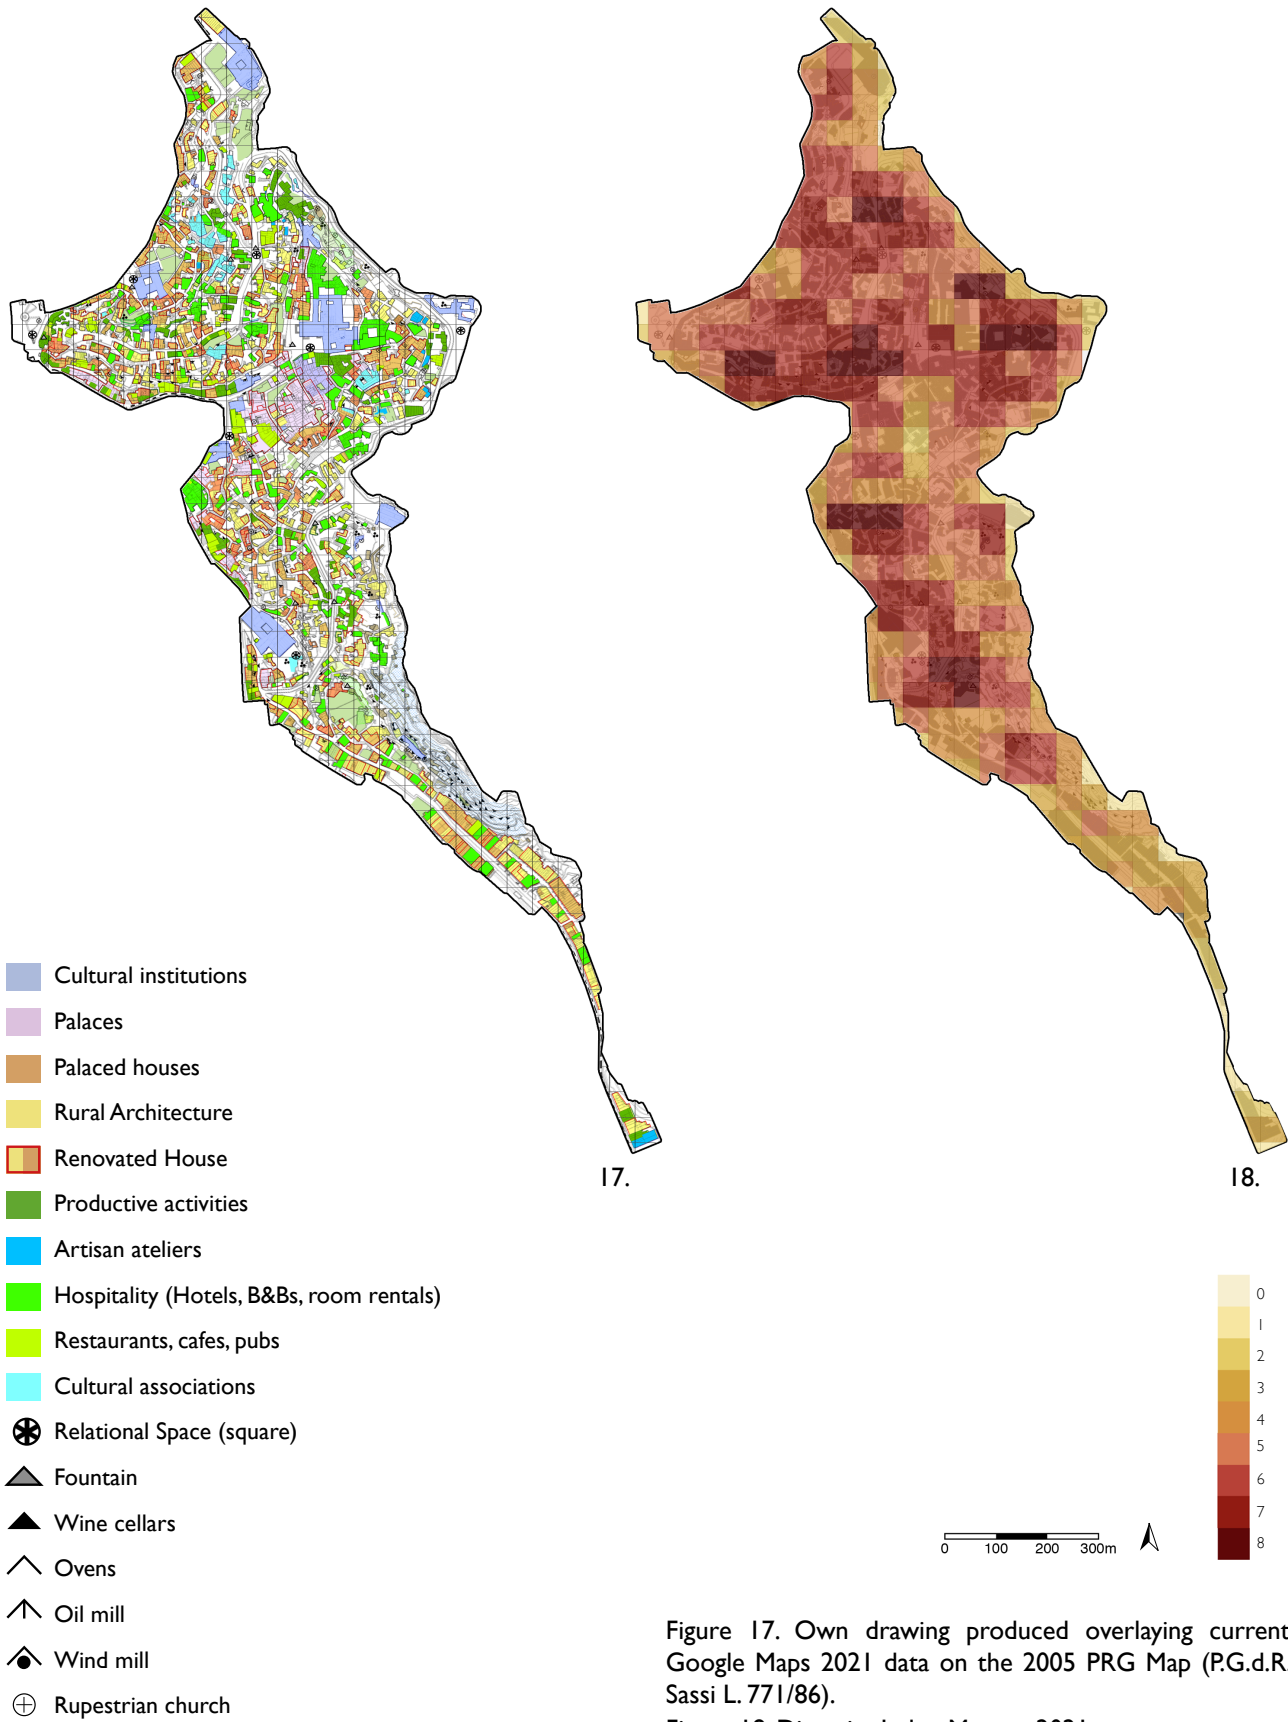 17.
18.
Cultural institutions
Palaces
Palaced houses
Rural Architecture
Renovated House
Productive activities
Artisan ateliers
Hospitality (Hotels, B&Bs, room rentals)
Restaurants, cafes, pubs
Cultural associations
Relational Space (square)
Fountain
Wine cellars
Ovens
Oil mill
Wind mill
Rupestrian church
0
1
2
3
4
5
6
7
8
0 100 200 300m
Figure 17. Own drawing produced overlaying current
Google Maps 2021 data on the 2005 PRG Map (P.G.d.R.
Sassi L. 771/86).